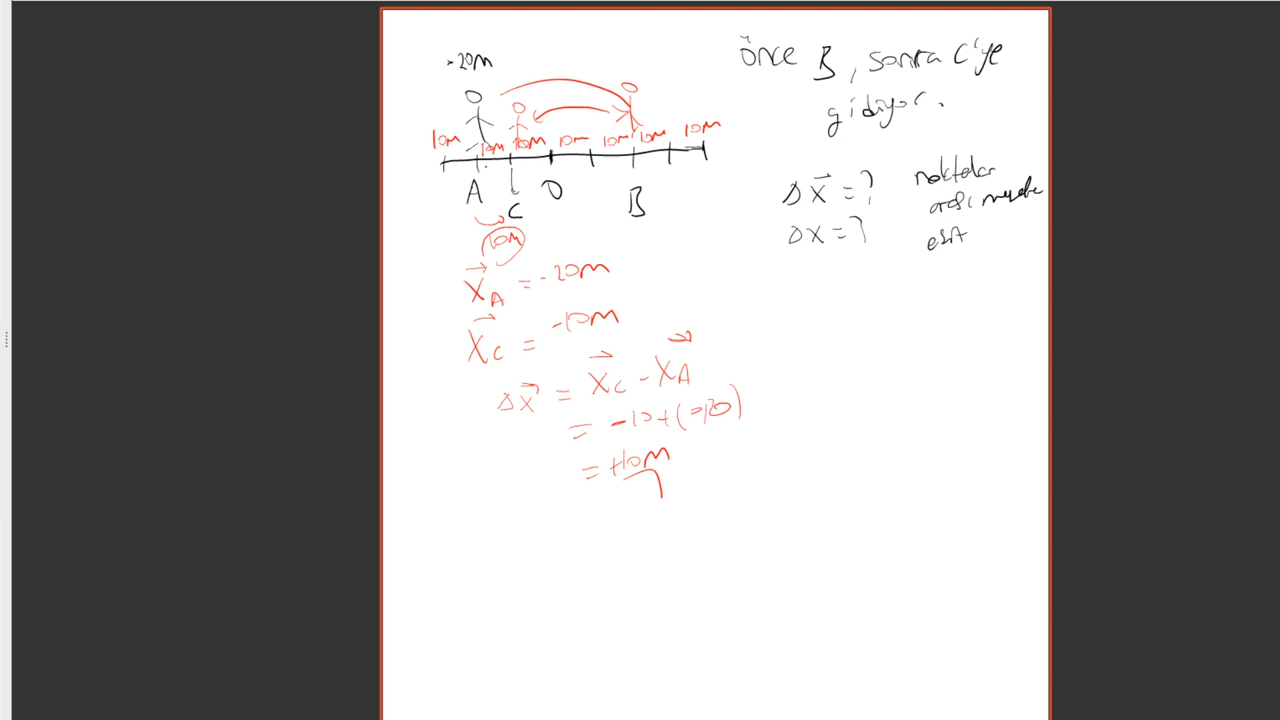 -20m
önce B, sonra C'ye
gidiyor.
10m 10m 10m 10m 10m 10m 10m
A C O B
10m
Δx⃗ = ? noktalar
arası mesafe
Δx = ? eşit
x⃗A = -20m
x⃗C = -10m
Δx⃗ = x⃗C - x⃗A
= -10 +
= +10m